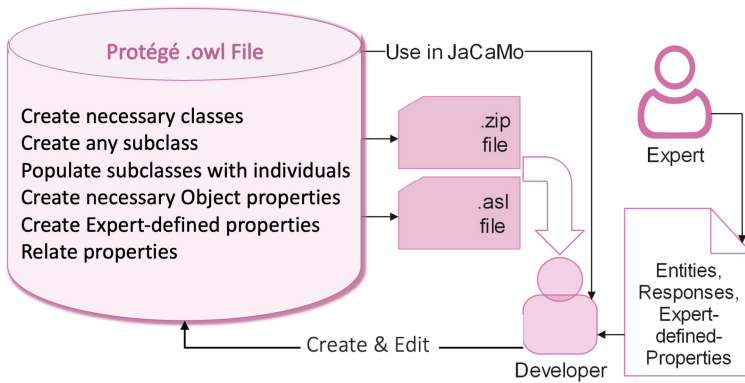 Protégé .owl File
Create necessary classes
Create any subclass
Populate subclasses with individuals
Create necessary Object properties
Create Expert-defined properties
Relate properties
Use in JaCaMo
.zip
file
.asl
file
Expert
Entities,
Responses,
Expert-
defined-
Properties
Create & Edit
Developer